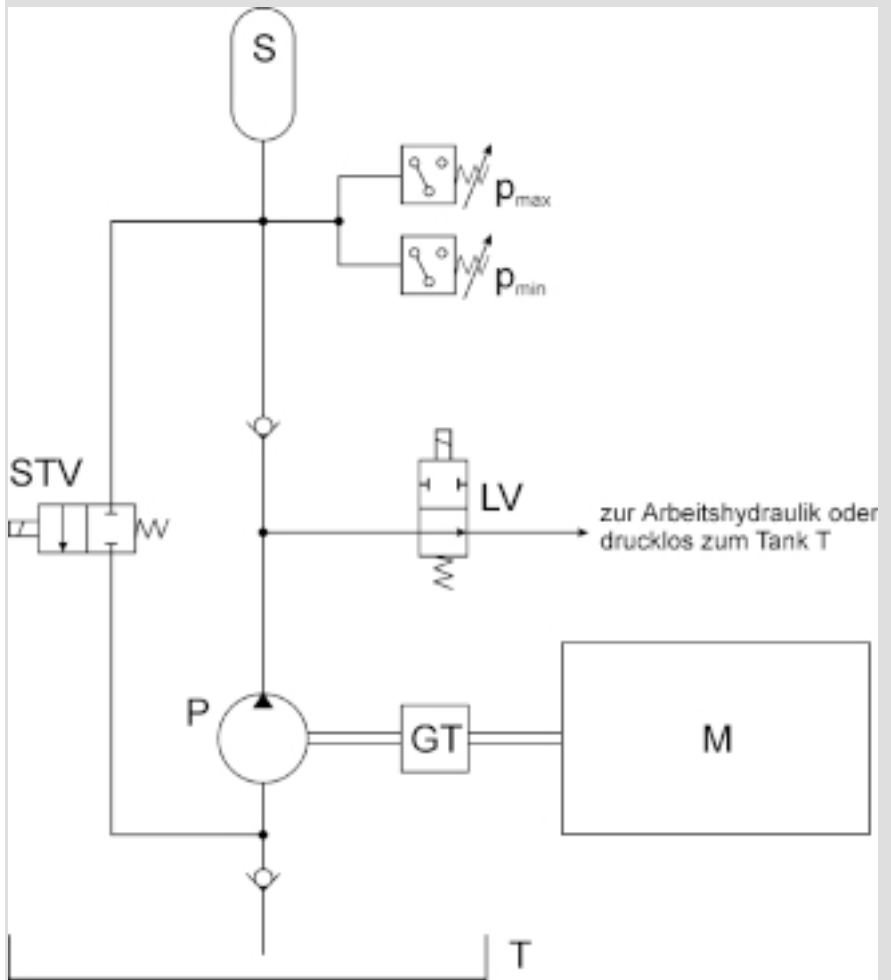 S
pmax
pmin
STV
LV
zur Arbeitshydraulik oder
drucklos zum Tank T
P
GT
M
T